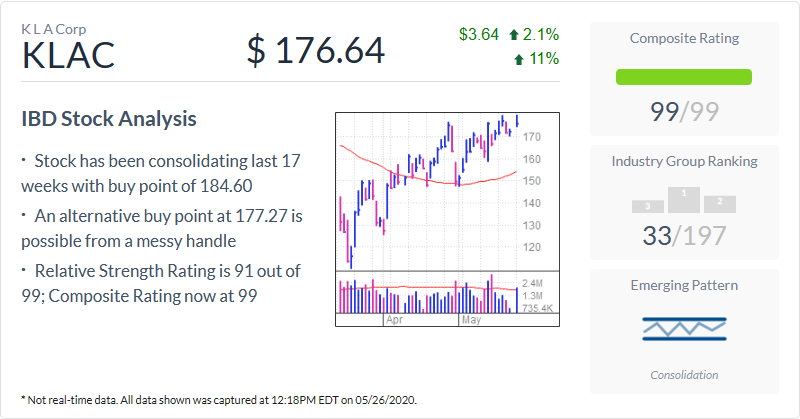 K L A Corp
KLAC
$ 176.64
$3.64 2.1%
11%
IBD Stock Analysis
• Stock has been consolidating last 17
weeks with buy point of 184.60
• An alternative buy point at 177.27 is
possible from a messy handle
• Relative Strength Rating is 91 out of
99; Composite Rating now at 99
170
160
150
140
130
120
2.4M
1.3M
735.4K
Apr May
Composite Rating
99/99
Industry Group Ranking
3 1 2
33/197
Emerging Pattern
Consolidation
* Not real-time data. All data shown was captured at 12:18PM EDT on 05/26/2020.